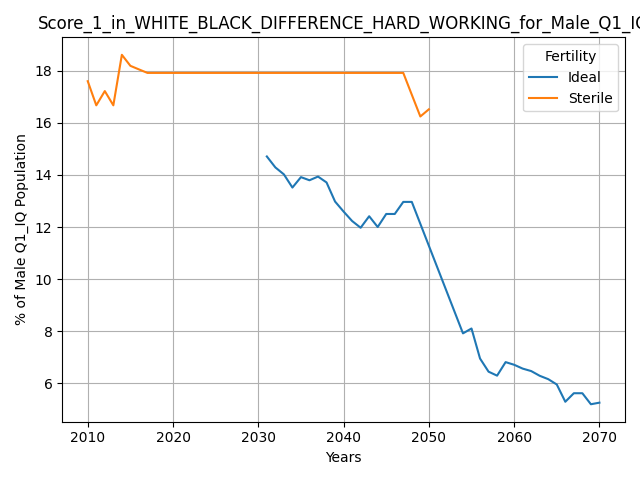 Score_1_in_WHITE_BLACK_DIFFERENCE_HARD_WORKING_for_Male_Q1_IQ
Fertility
Ideal
Sterile
% of Male Q1_IQ Population
18
16
14
12
10
8
6
2010 2020 2030 2040 2050 2060 2070
Years